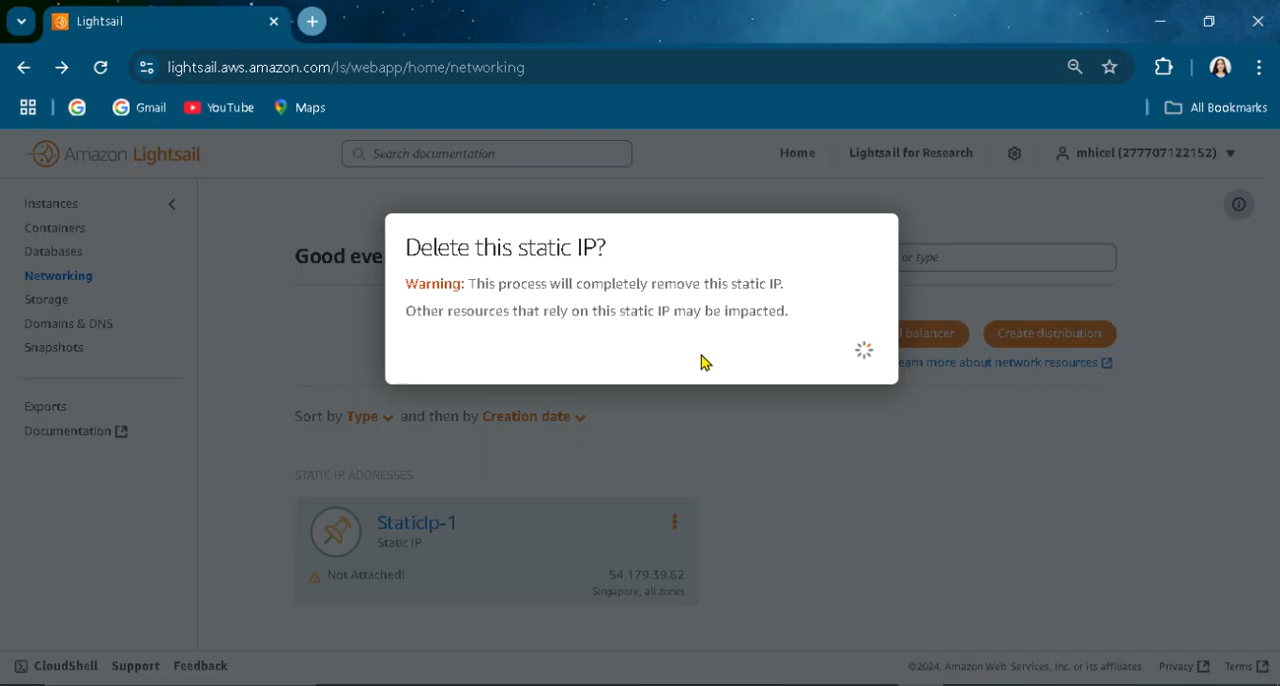 Lightsail
lightsail.aws.amazon.com/ls/webapp/home/networking
Gmail
YouTube
Maps
All Bookmarks
Amazon Lightsail
Search documentation
Home
Lightsail for Research
mhicel (277707122152)
Instances
Containers
Databases
Networking
Storage
Domains & DNS
Snapshots
Exports
Documentation
Good eve
or type
Delete this static IP?
Warning: This process will completely remove this static IP.
Other resources that rely on this static IP may be impacted.
balancer
Create distribution
earn more about network resources
Sort by Type and then by Creation date
STATIC IP ADDRESSES
StaticIp-1
Static IP
Not Attached!
54.179.39.62
Singapore, all zones
CloudShell
Support
Feedback
©2024, Amazon Web Services, Inc. or its affiliates.
Privacy
Terms